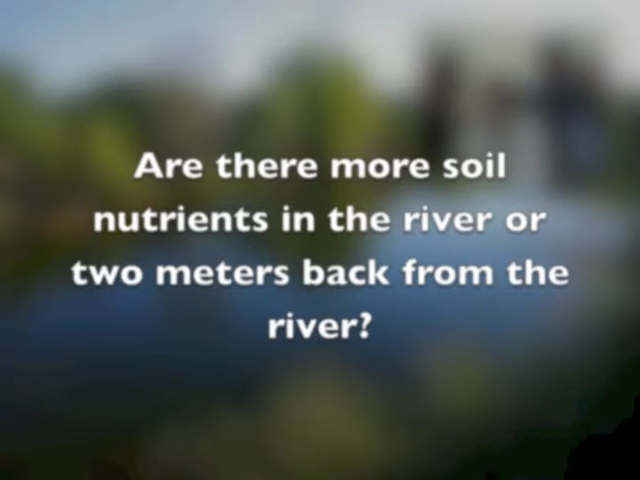 Are there more soil
nutrients in the river or
two meters back from the
river?